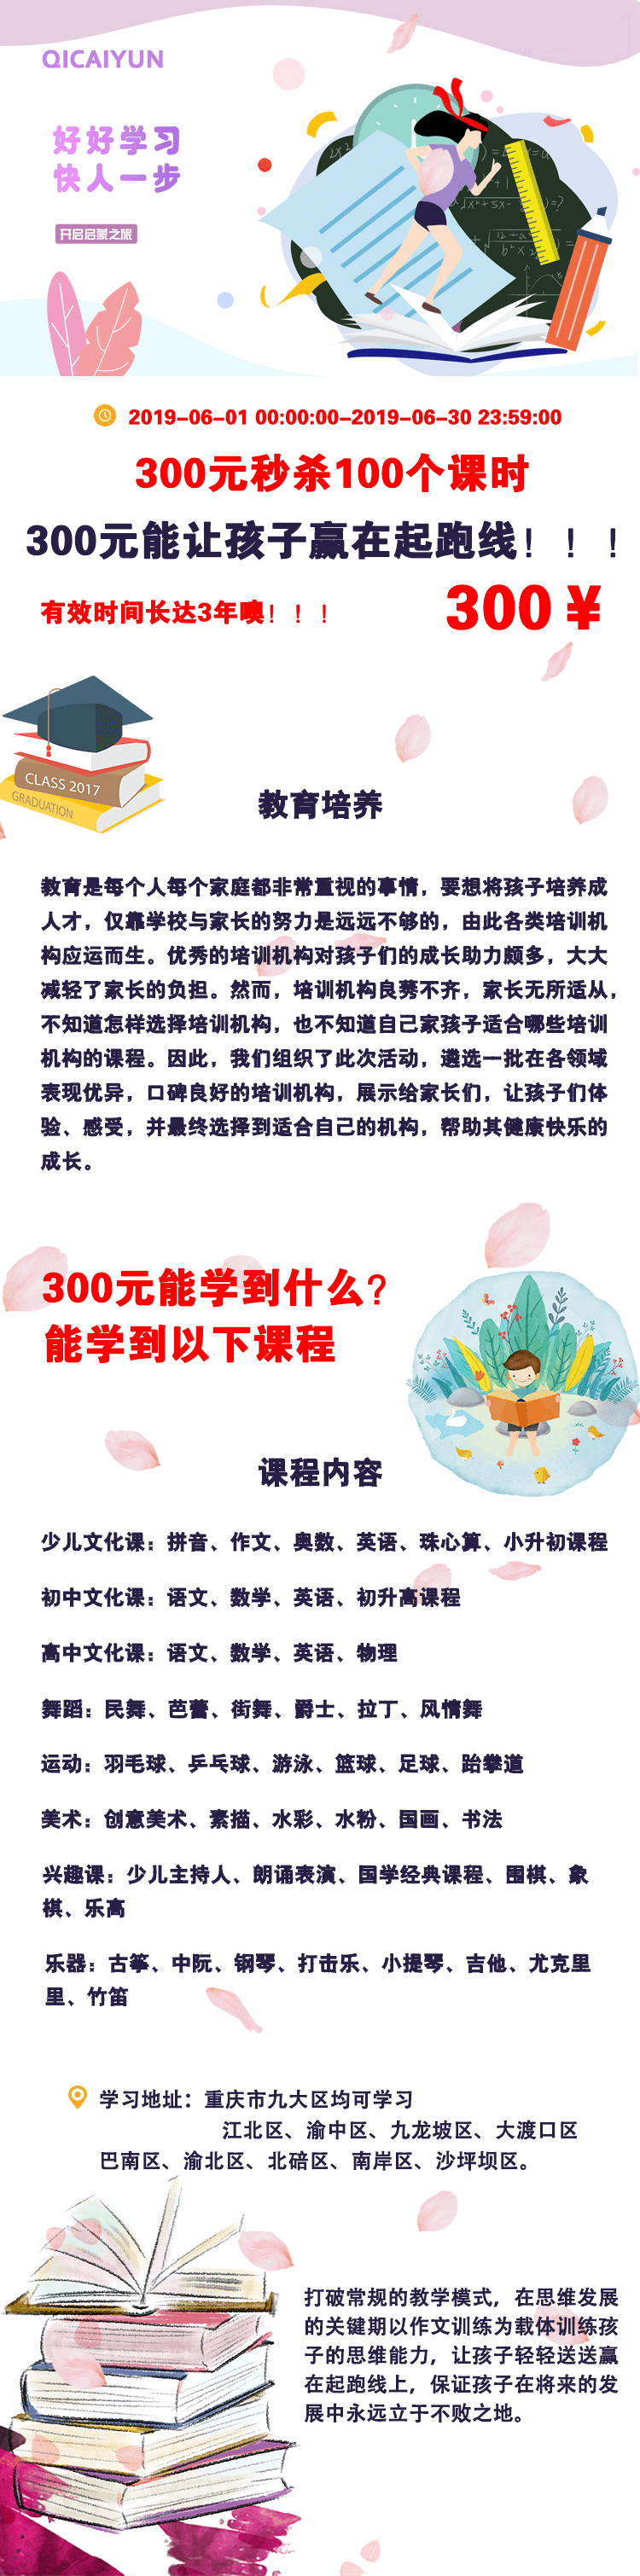 QICAIYUN
好好学习
快人一步
开启启蒙之旅
2019-06-01 00:00:00-2019-06-30 23:59:00
300元秒杀100个课时
300元能让孩子赢在起跑线！！！
有效时间长达3年噢！！！
300￥
CLASS 2017
GRADUATION
教育培养
教育是每个人每个家庭都非常重视的事情，要想将孩子培养成
人才，仅靠学校与家长的努力是远远不够的，由此各类培训机
构应运而生。优秀的培训机构对孩子们的成长助力颇多，大大
减轻了家长的负担。然而，培训机构良莠不齐，家长无所适从，
不知道怎样选择培训机构，也不知道自己家孩子适合哪些培训
机构的课程。因此，我们组织了此次活动，遴选一批在各领域
表现优异，口碑良好的培训机构，展示给家长们，让孩子们体
验、感受，并最终选择到适合自己的机构，帮助其健康快乐的
成长。
300元能学到什么？
能学到以下课程
课程内容
少儿文化课：拼音、作文、奥数、英语、珠心算、小升初课程
初中文化课：语文、数学、英语、初升高课程
高中文化课：语文、数学、英语、物理
舞蹈：民舞、芭蕾、街舞、爵士、拉丁、风情舞
运动：羽毛球、乒乓球、游泳、篮球、足球、跆拳道
美术：创意美术、素描、水彩、水粉、国画、书法
兴趣课：少儿主持人、朗诵表演、国学经典课程、围棋、象
棋、乐高
乐器：古筝、中阮、钢琴、打击乐、小提琴、吉他、尤克里
里、竹笛
学习地址：重庆市九大区均可学习
江北区、渝中区、九龙坡区、大渡口区
巴南区、渝北区、北碚区、南岸区、沙坪坝区。
打破常规的教学模式，在思维发展
的关键期以作文训练为载体训练孩
子的思维能力，让孩子轻轻送送赢
在起跑线上，保证孩子在将来的发
展中永远立于不败之地。